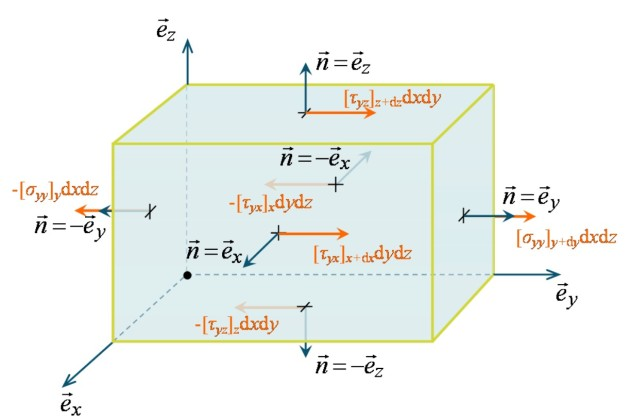 e⃗z
n⃗ = e⃗z
[τyz]z+dzdxdy
n⃗ = −e⃗x
-[σyy]ydxdz
n⃗ = −e⃗y
-[τyx]xdydz
n⃗ = e⃗y
[σyy]y+dydxdz
n⃗ = e⃗x
[τyx]x+dxdydz
e⃗y
-[τyz]zdxdy
n⃗ = −e⃗z
e⃗x